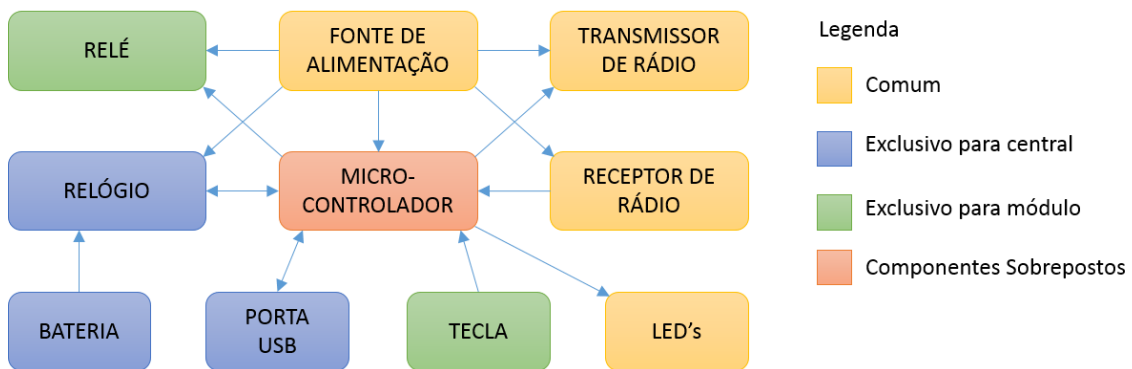 RELÉ
FONTE DE
ALIMENTAÇÃO
TRANSMISSOR
DE RÁDIO
RELÓGIO
MICRO-
CONTROLADOR
RECEPTOR DE
RÁDIO
BATERIA
PORTA
USB
TECLA
LED’s
Legenda
Comum
Exclusivo para central
Exclusivo para módulo
Componentes Sobrepostos